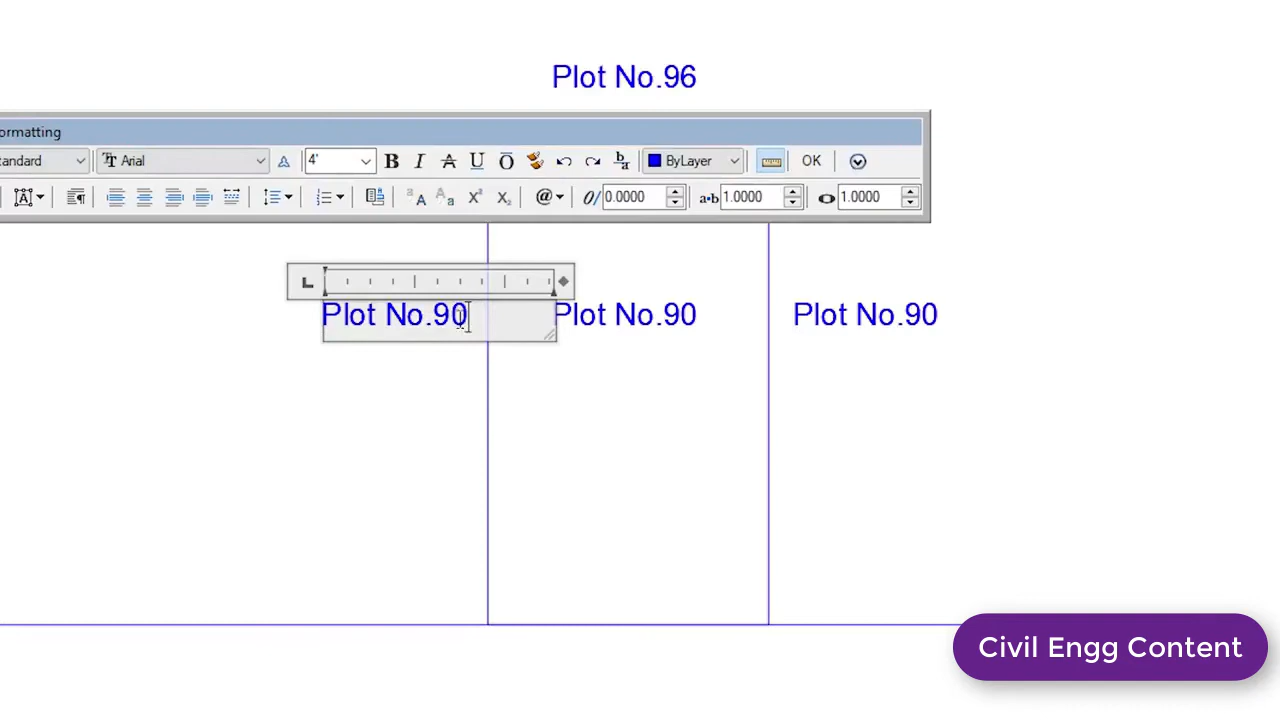 Plot No.96
ormatting
tandard Arial 4' B I A U O b/a ByLayer OK
@ 0/ 0.0000 a•b 1.0000 1.0000
Plot No.90 Plot No.90 Plot No.90
Civil Engg Content